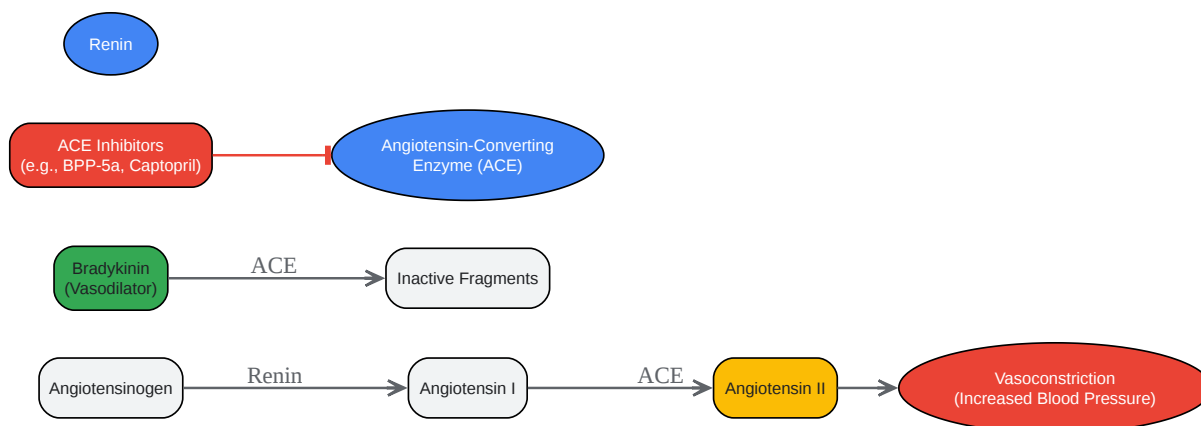 Renin
ACE Inhibitors
(e.g., BPP-5a, Captopril)
Angiotensin-Converting
Enzyme (ACE)
Bradykinin
(Vasodilator)
ACE
Inactive Fragments
Angiotensinogen
Renin
Angiotensin I
ACE
Angiotensin II
Vasoconstriction
(Increased Blood Pressure)